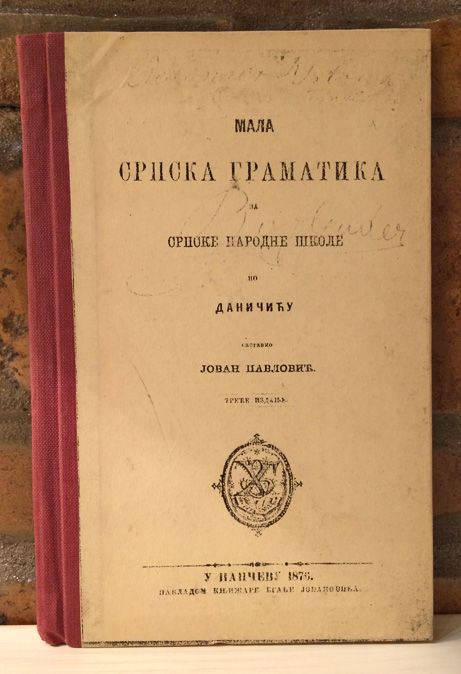 МАЛА
СРПСКА ГРАМАТИКА
ЗА
СРПСКЕ НАРОДНЕ ШКОЛЕ
ПО
ДАНИЧИЋУ
САСТАВИО
ЈОВАН ПАВЛОВИЋ.
ТРЕЋЕ ИЗДАЊЕ.
У ПАНЧЕВУ 1876.
НАКЛАДОМ КЊИЖАРЕ БРАЋЕ ЈОВАНОВИЋА.